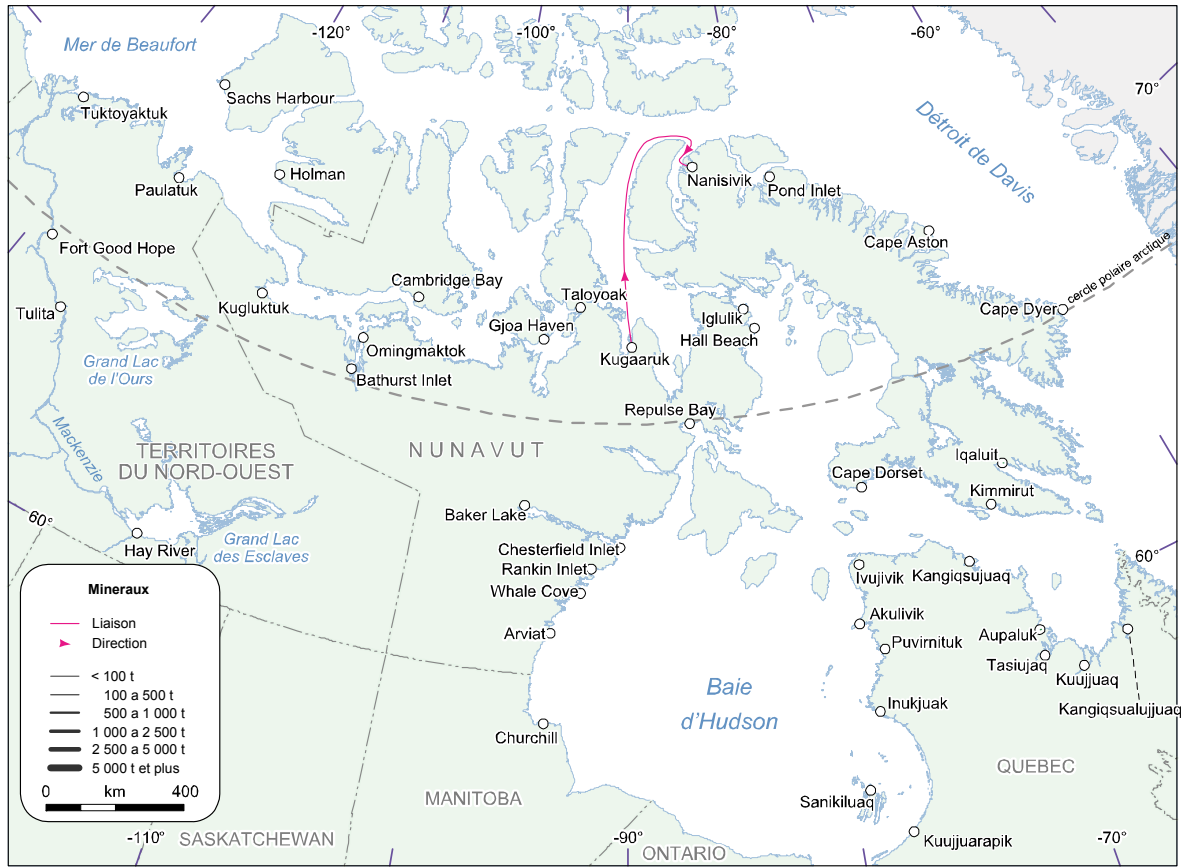 -120°
-100°
-80°
-60°
Mer de Beaufort
70°
Sachs Harbour
Tuktoyaktuk
Détroit de Davis
Holman
Nanisivik
Paulatuk
Pond Inlet
Fort Good Hope
Cape Aston
cercle polaire arctique
Cambridge Bay
Taloyoak
Tulita
Kugluktuk
Iglulik
Cape Dyer
Gjoa Haven
Hall Beach
Omingmaktok
Kugaaruk
Grand Lac
de l'Ours
Bathurst Inlet
Repulse Bay
Mackenzie
TERRITOIRES
DU NORD-OUEST
NUNAVUT
Iqaluit
Cape Dorset
Kimmirut
60°
Baker Lake
Hay River
Grand Lac
des Esclaves
Chesterfield Inlet
60°
Rankin Inlet
Ivujivik
Kangiqsujuaq
Whale Cove
Akulivik
Arviat
Puvirnituk
Aupaluk
Tasiujaq
Kuujjuaq
Kangiqsualujjuaq
Baie
d'Hudson
Inukjuak
Churchill
QUEBEC
MANITOBA
Sanikiluaq
SASKATCHEWAN
Kuujjuarapik
ONTARIO
-110°
-90°
-70°
Mineraux
Liaison
Direction
< 100 t
100 a 500 t
500 a 1 000 t
1 000 a 2 500 t
2 500 a 5 000 t
5 000 t et plus
0 km 400